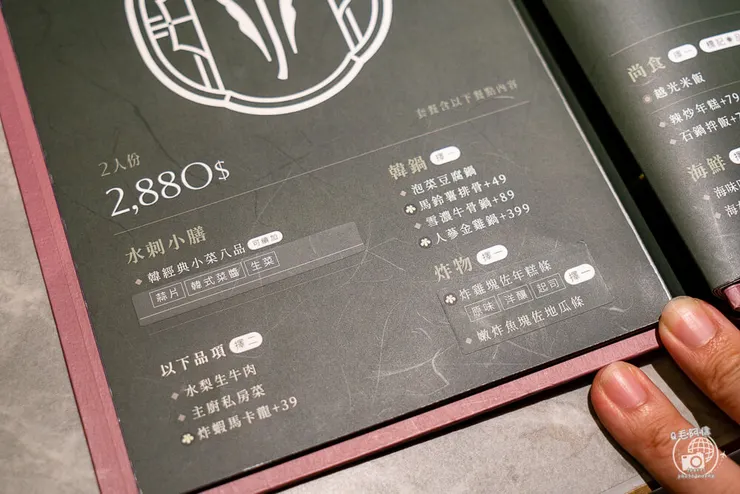 套餐含以下餐點內容
2人份
2,880$
水刺小膳
韓經典小菜八品 可續加
蒜片 韓式菜醬 生菜
以下品項 擇二
水梨生牛肉
主廚私房菜
炸蝦馬卡龍+39
韓鍋 擇一
泡菜豆腐鍋
馬鈴薯排骨+49
雪濃牛骨鍋+89
人蔘金雞鍋+399
炸物 擇一
炸雞塊佐年糕條
原味 洋釀 起司 擇一
嫩炸魚塊佐地瓜條
尚食 擇一
越光米飯
辣炒年糕+79
石鍋拌飯+7
海鮮 擇
海味